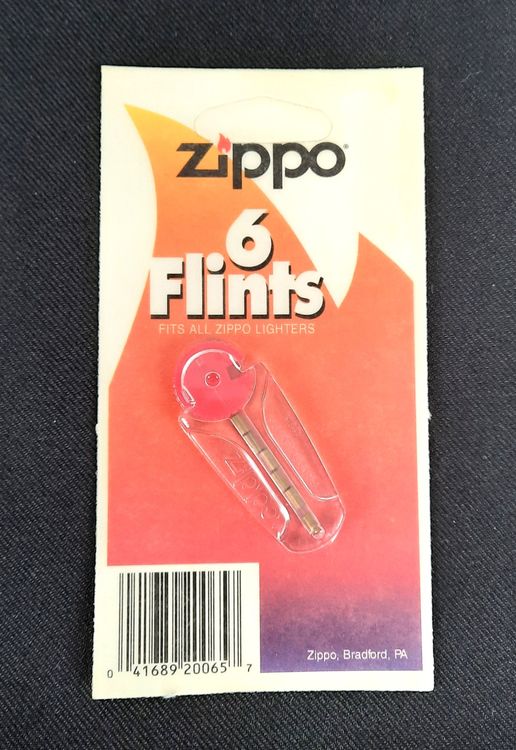 zippo®
6
Flints
FITS ALL ZIPPO LIGHTERS
Zippo
Zippo, Bradford, PA
0 41689 20065 7